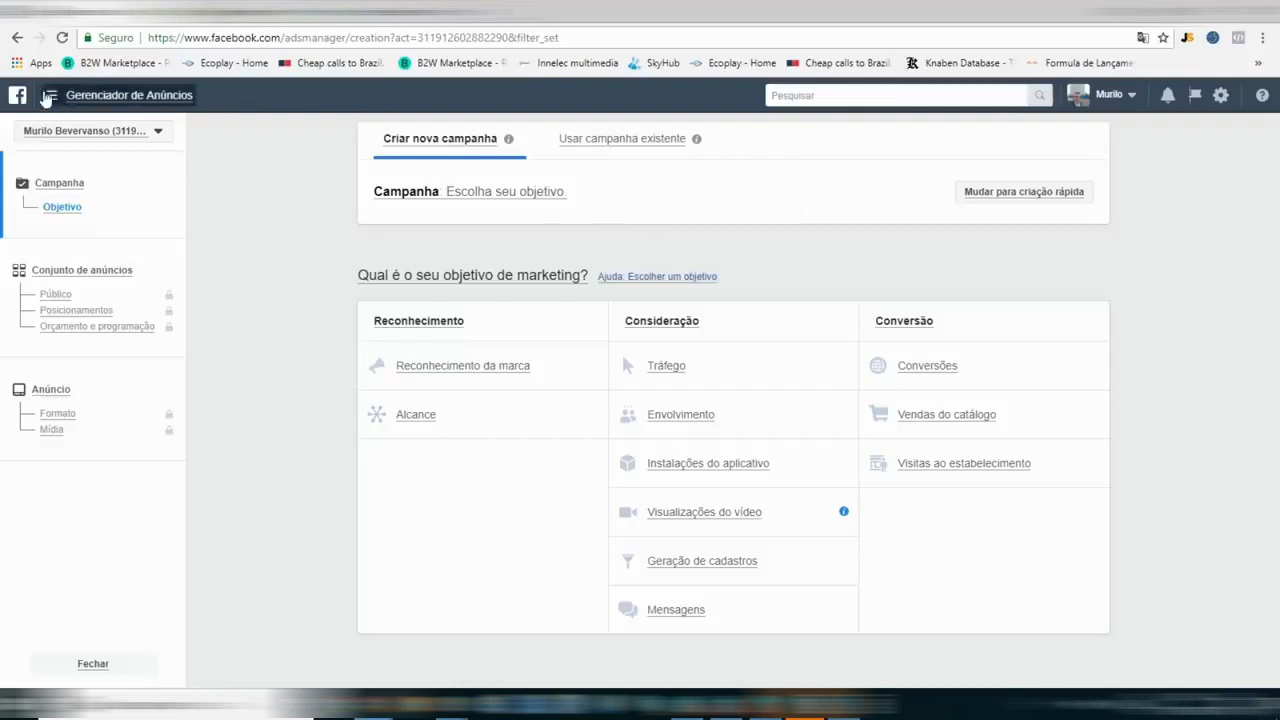 Seguro | https://www.facebook.com/adsmanager/creation?act=311912602882290&filter_set
Apps B2W Marketplace - P Ecoplay - Home Cheap calls to Brazil B2W Marketplace - P Innelec multimedia SkyHub Ecoplay - Home Cheap calls to Brazil Knaben Database - T Formula de Lançame
Gerenciador de Anúncios Pesquisar Murilo
Murilo Bevervanso (3119...
Criar nova campanha Usar campanha existente
Campanha: Escolha seu objetivo. Mudar para criação rápida
Campanha
Objetivo
Conjunto de anúncios
Público
Posicionamentos
Orçamento e programação
Anúncio
Formato
Mídia
Fechar
Qual é o seu objetivo de marketing? Ajuda: Escolher um objetivo
Reconhecimento Consideração Conversão
Reconhecimento da marca Tráfego Conversões
Alcance Envolvimento Vendas do catálogo
Instalações do aplicativo Visitas ao estabelecimento
Visualizações do vídeo
Geração de cadastros
Mensagens